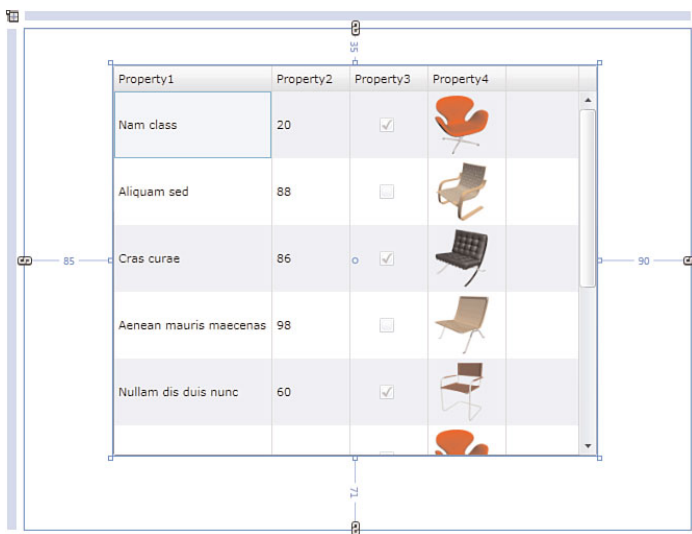 35
Property1 Property2 Property3 Property4
Nam class 20
Aliquam sed 88
85 Cras curae 86 90
Aenean mauris maecenas 98
Nullam dis duis nunc 60
71